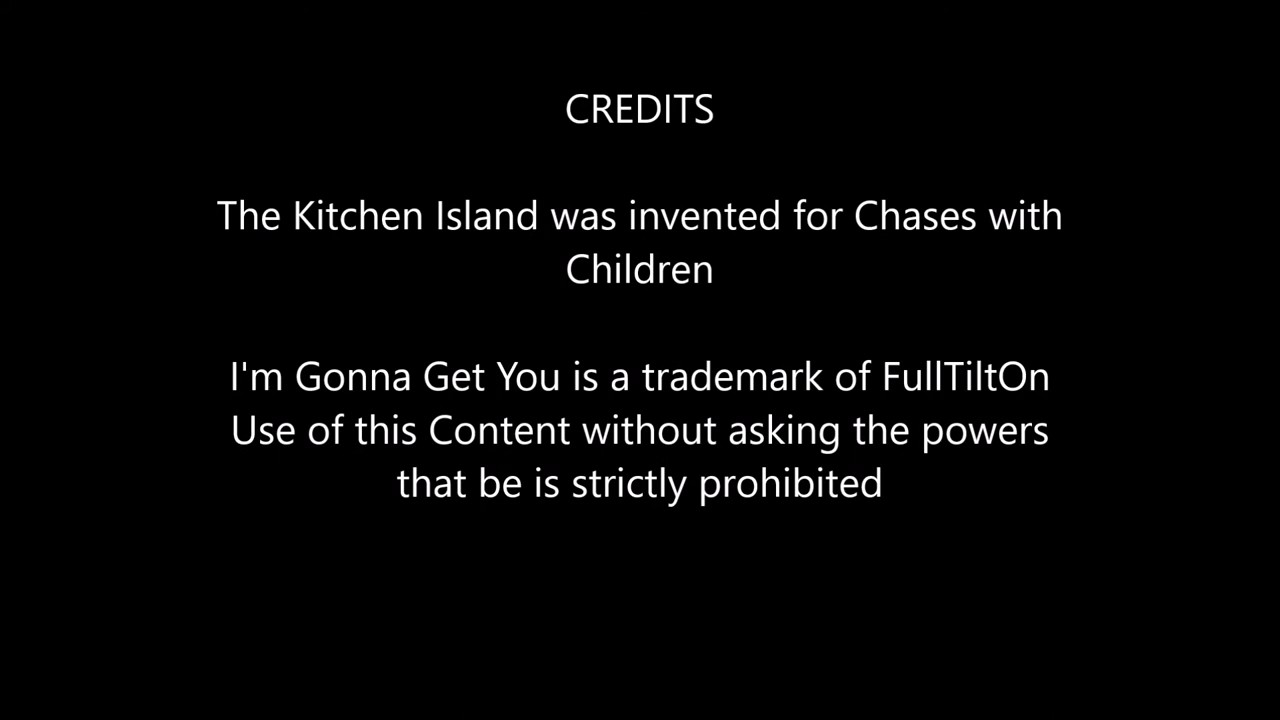 CREDITS
The Kitchen Island was invented for Chases with
Children
I'm Gonna Get You is a trademark of FullTiltOn
Use of this Content without asking the powers
that be is strictly prohibited